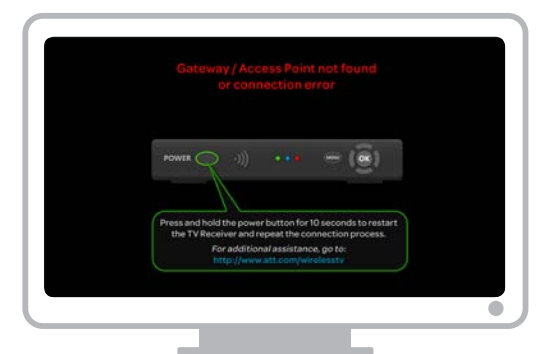 Gateway / Access Point not found
or connection error
POWER MENU OK
Press and hold the power button for 10 seconds to restart
the TV Receiver and repeat the connection process.
For additional assistance, go to:
http://www.att.com/wirelesstv